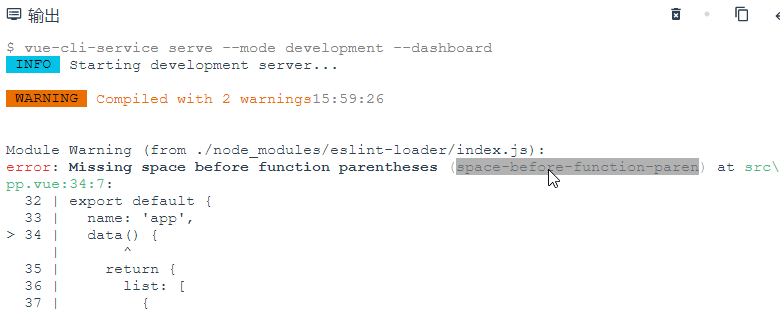 输出
$ vue-cli-service serve --mode development --dashboard
INFO Starting development server...
WARNING Compiled with 2 warnings15:59:26
Module Warning (from ./node_modules/eslint-loader/index.js):
error: Missing space before function parentheses (space-before-function-paren) at src\
pp.vue:34:7:
32 | export default {
33 |   name: 'app',
> 34 |   data() {
|       ^
35 |     return {
36 |       list: [
37 |         {